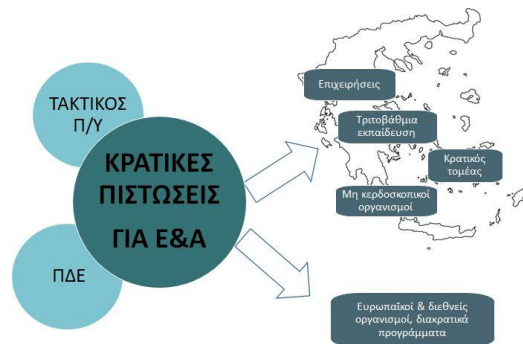 ΤΑΚΤΙΚΟΣ
Π/Υ
ΚΡΑΤΙΚΕΣ
ΠΙΣΤΩΣΕΙΣ
ΓΙΑ Ε&Α
ΠΔΕ
Επιχειρήσεις
Τριτοβάθμια
εκπαίδευση
Κρατικός
τομέας
Μη κερδοσκοπικοί
οργανισμοί
Ευρωπαϊκοί & διεθνείς
οργανισμοί, διακρατικά
προγράμματα